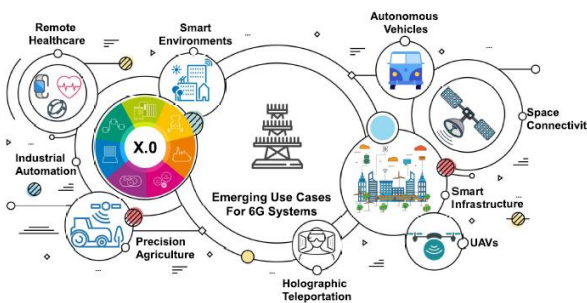 Remote
Healthcare
Smart
Environments
Autonomous
Vehicles
Space
Connectivit
X.0
Industrial
Automation
Emerging Use Cases
For 6G Systems
Smart
Infrastructure
Precision
Agriculture
UAVs
Holographic
Teleportation